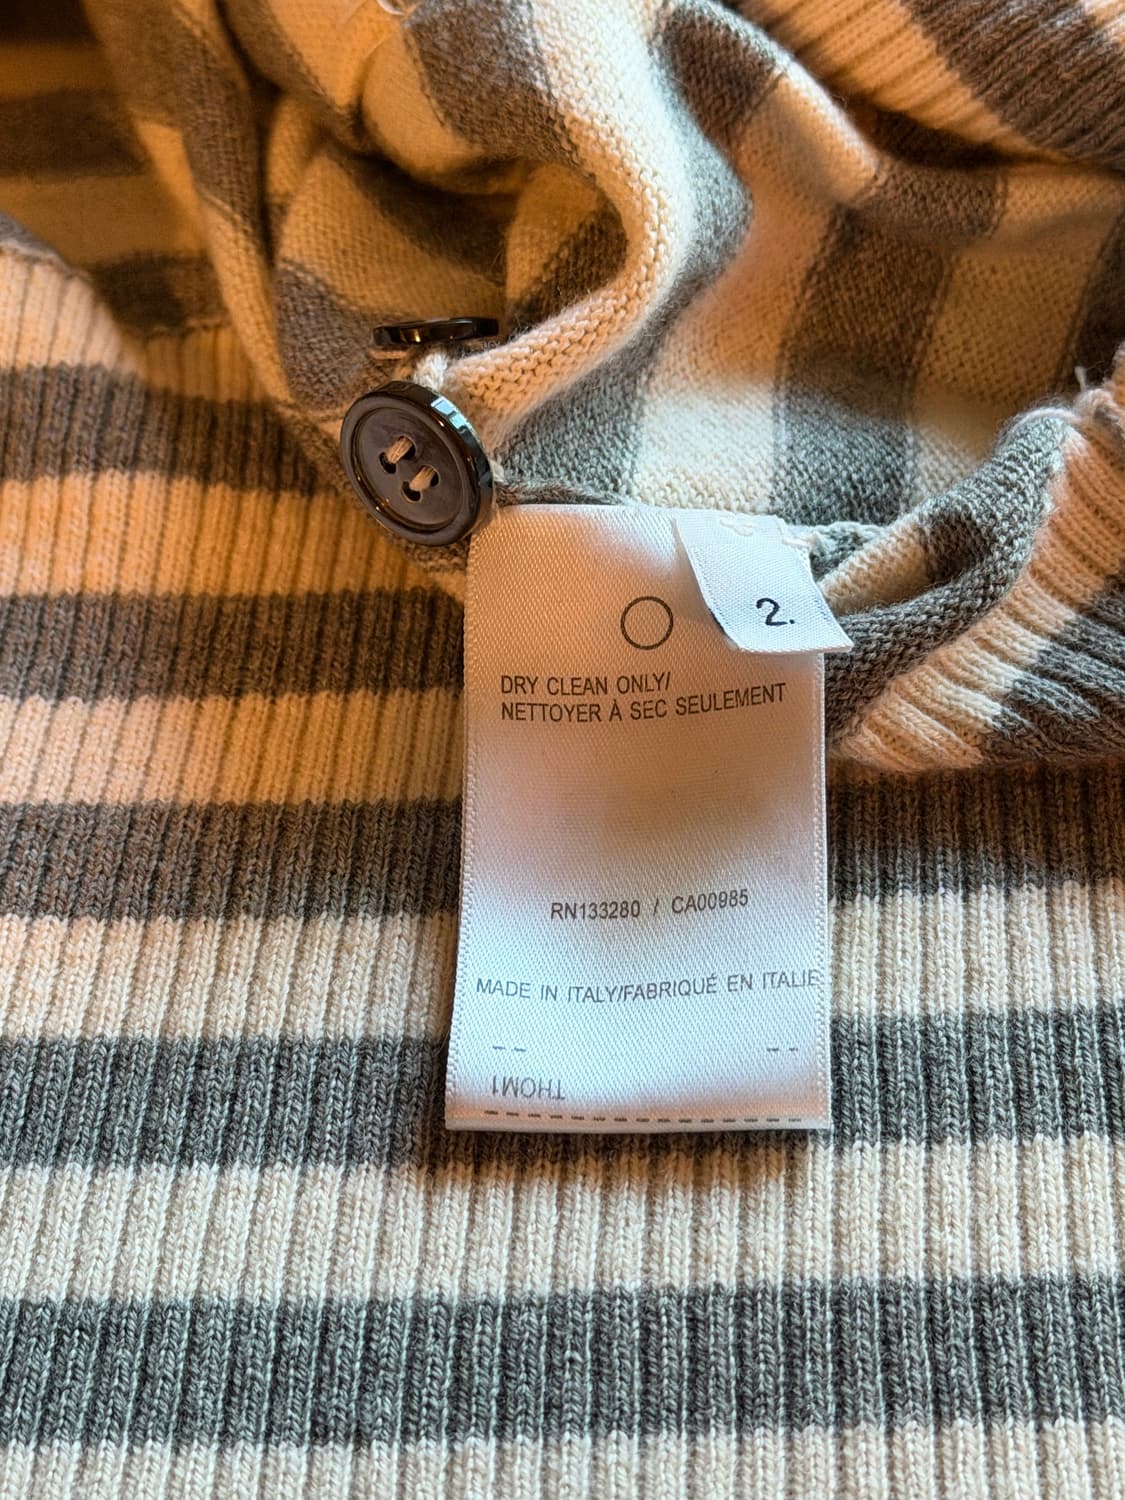 2.
DRY CLEAN ONLY/
NETTOYER À SEC SEULEMENT
RN133280 / CA00985
MADE IN ITALY/FABRIQUÉ EN ITALIE
THOM1